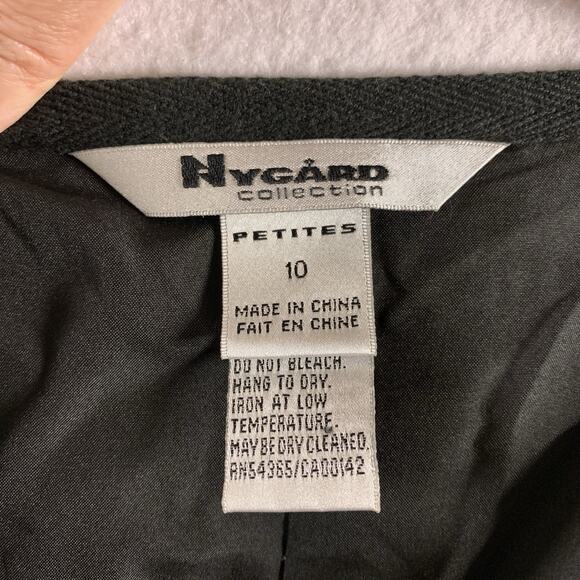 NYGÅRD
collection
PETITES
10
MADE IN CHINA
FAIT EN CHINE
DO NOT BLEACH.
HANG TO DRY.
IRON AT LOW
TEMPERATURE.
MAY BE DRY CLEANED.
RN54365/CA00142